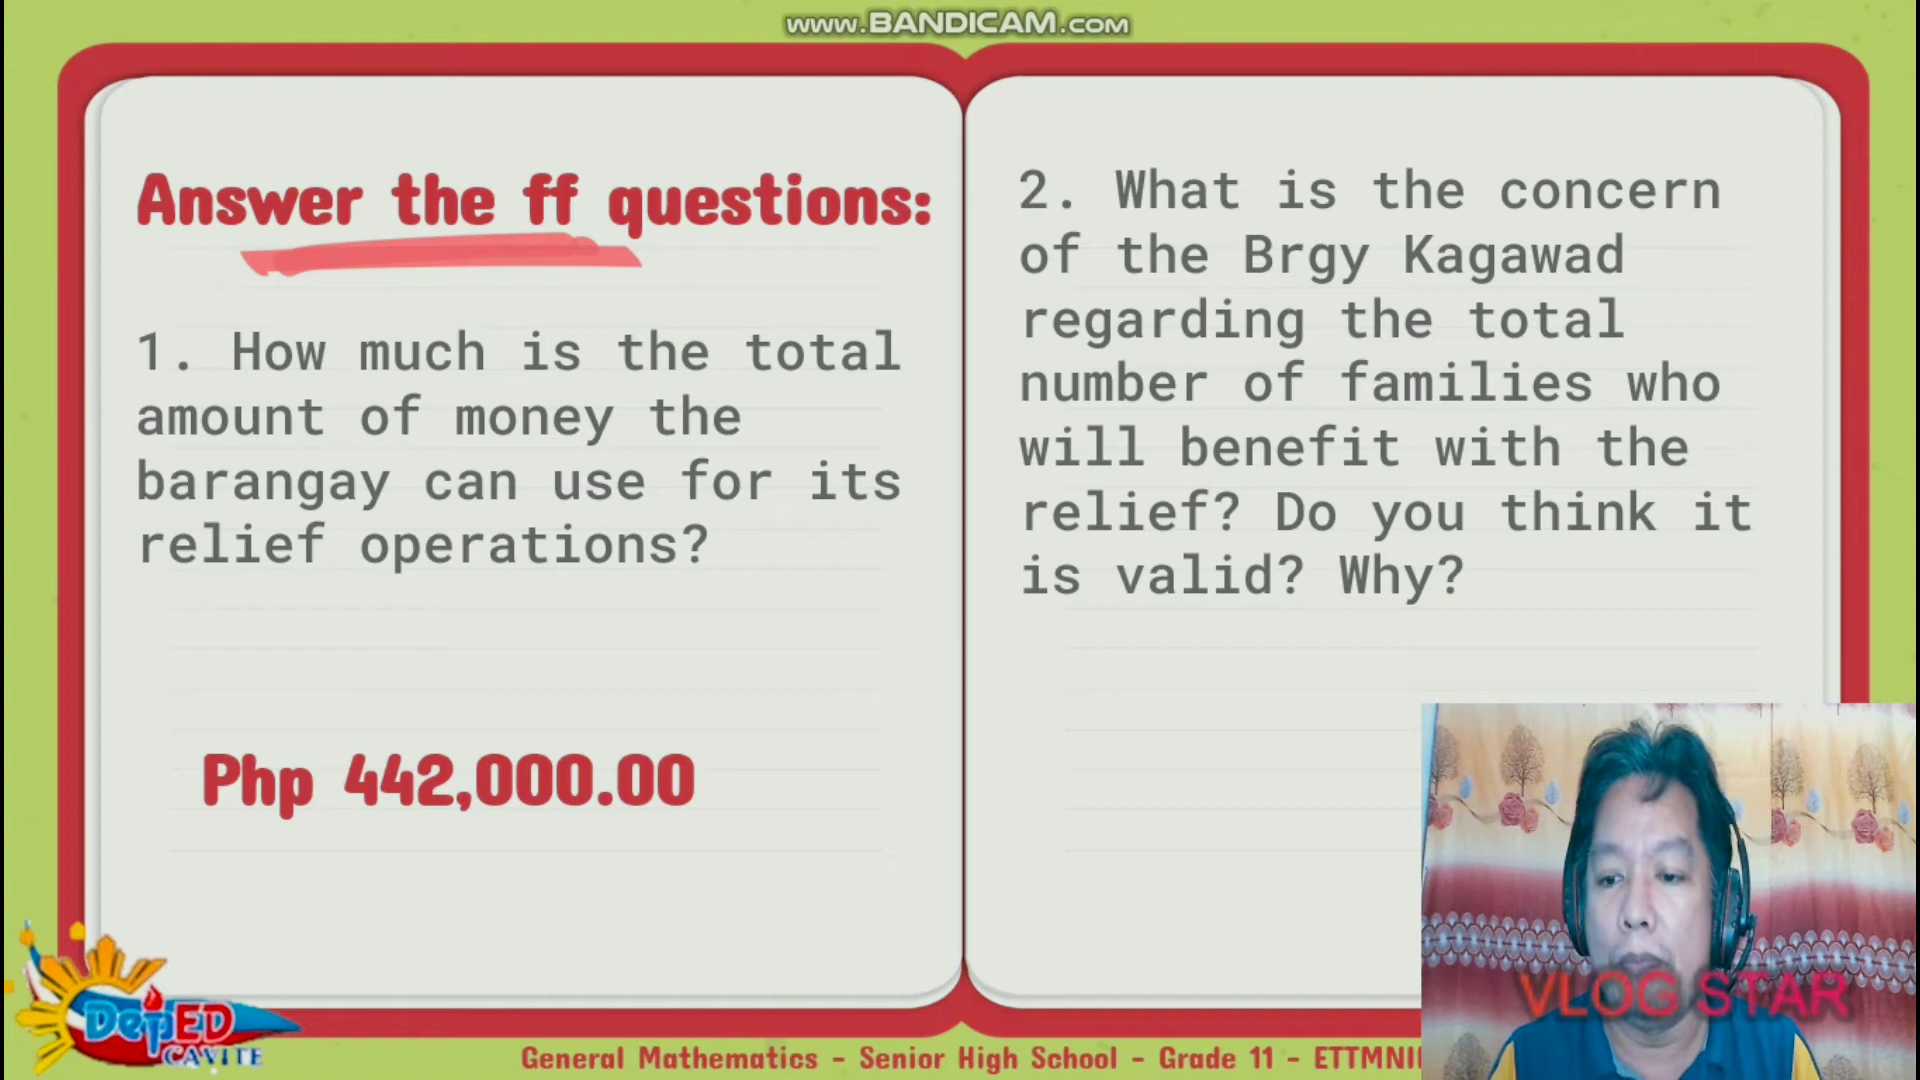 www.BANDICAM.com
Answer the ff questions:
1. How much is the total
amount of money the
barangay can use for its
relief operations?
Php 442,000.00
2. What is the concern
of the Brgy Kagawad
regarding the total
number of families who
will benefit with the
relief? Do you think it
is valid? Why?
VLOG STAR
DepED
CAVITE
General Mathematics - Senior High School - Grade 11 -